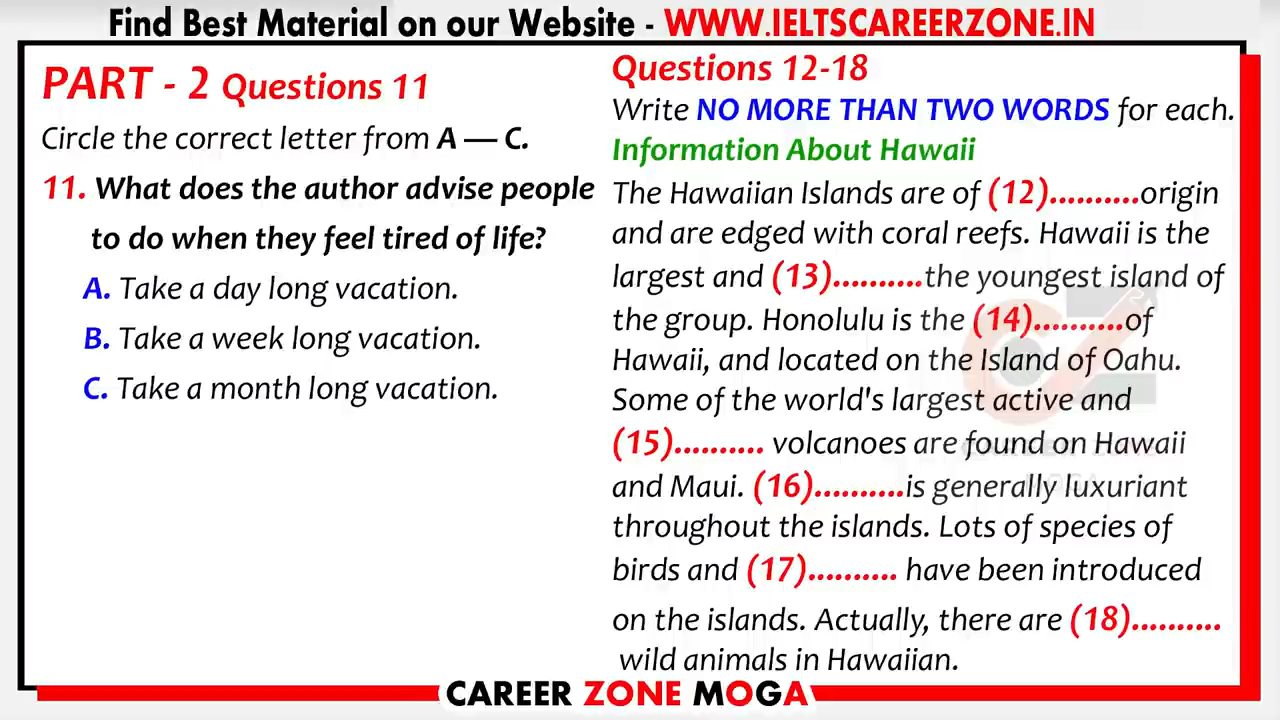 Find Best Material on our Website - WWW.IELTSCAREERZONE.IN
PART - 2 Questions 11
Circle the correct letter from A — C.
11. What does the author advise people
to do when they feel tired of life?
A. Take a day long vacation.
B. Take a week long vacation.
C. Take a month long vacation.
Questions 12-18
Write NO MORE THAN TWO WORDS for each.
Information About Hawaii
The Hawaiian Islands are of (12)..........origin
and are edged with coral reefs. Hawaii is the
largest and (13)..........the youngest island of
the group. Honolulu is the (14)..........of
Hawaii, and located on the Island of Oahu.
Some of the world's largest active and
(15).......... volcanoes are found on Hawaii
and Maui. (16)..........is generally luxuriant
throughout the islands. Lots of species of
birds and (17).......... have been introduced
on the islands. Actually, there are (18)..........
wild animals in Hawaiian.
CAREER ZONE MOGA